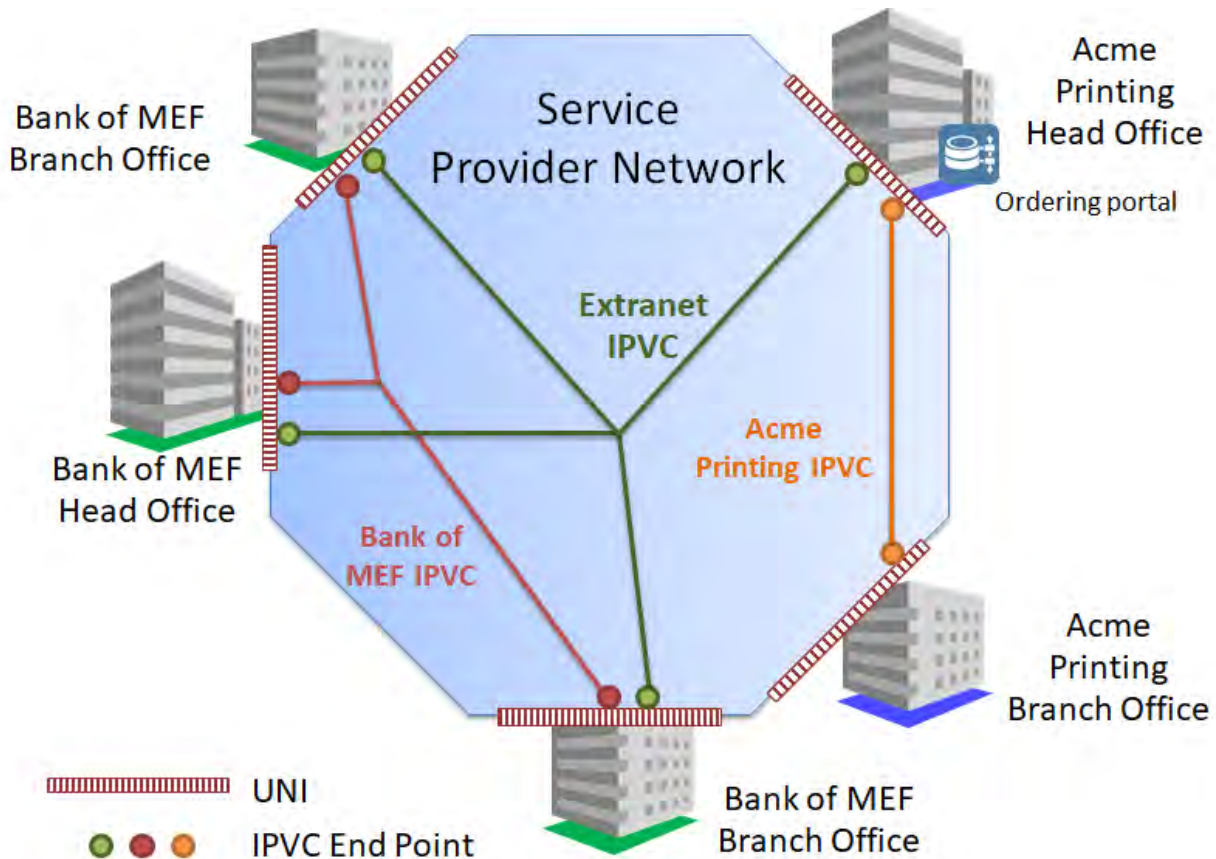 Service
Provider Network
Bank of MEF
Branch Office
Acme
Printing
Head Office
Ordering portal
Extranet
IPVC
Bank of MEF
Head Office
Acme
Printing IPVC
Bank of
MEF IPVC
Acme
Printing
Branch Office
Bank of MEF
Branch Office
UNI
IPVC End Point